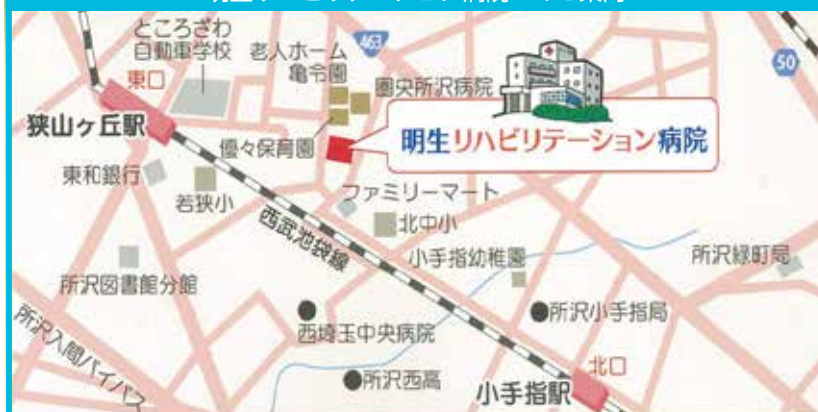 ところざわ
自動車学校
老人ホーム
亀令園
463
圏央所沢病院
50
東口
狭山ヶ丘駅
明生リハビリテーション病院
優々保育園
東和銀行
若狭小
ファミリーマート
北中小
西武池袋線
小手指幼稚園
所沢緑町局
所沢図書館分館
所沢入間バイパス
西埼玉中央病院
所沢小手指局
所沢西高
北口
小手指駅